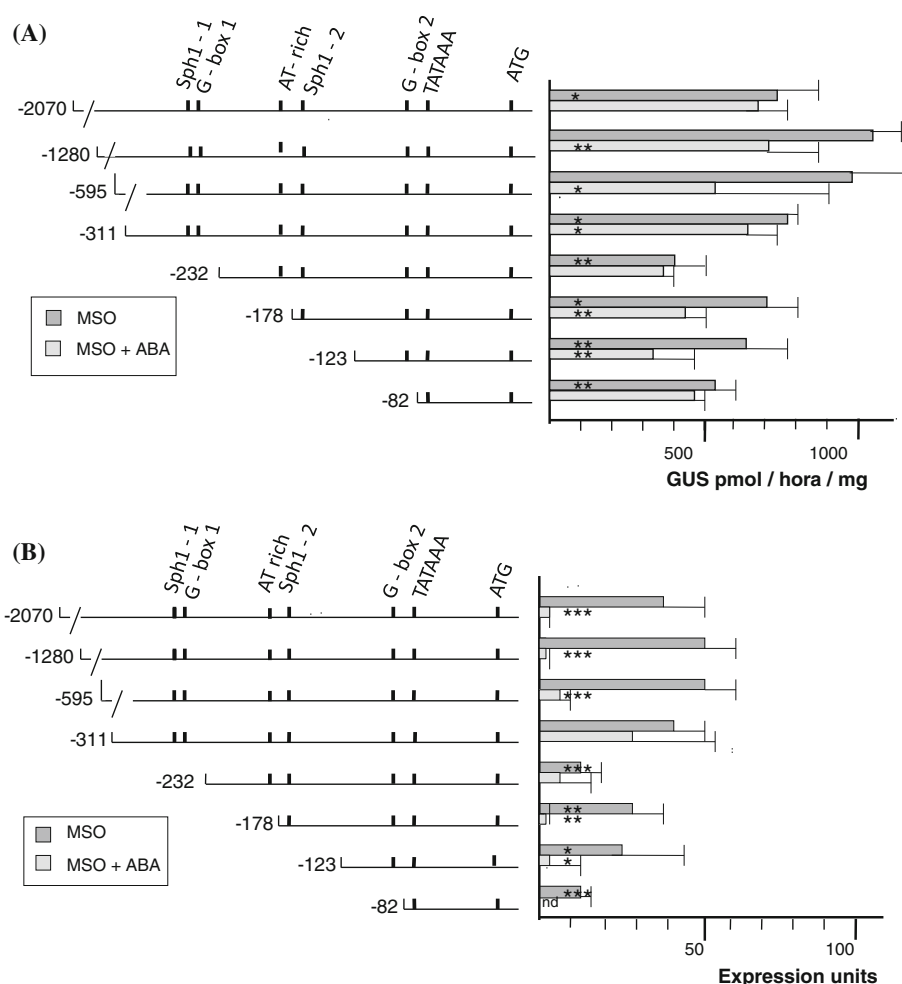 (A)
Sph1 - 1
G - box 1
AT- rich
Sph1 - 2
G - box 2
TATAAA
ATG
-2070
*
-1280
**
-595
*
-311
*
*
-232
**
-178
*
**
-123
**
**
-82
**
MSO
MSO + ABA
500
1000
GUS pmol / hora / mg
(B)
Sph1 - 1
G - box 1
AT rich
Sph1 - 2
G - box 2
TATAAA
ATG
-2070
***
-1280
***
-595
***
-311
-232
***
-178
**
**
-123
*
*
-82
***
nd
MSO
MSO + ABA
50
100
Expression units